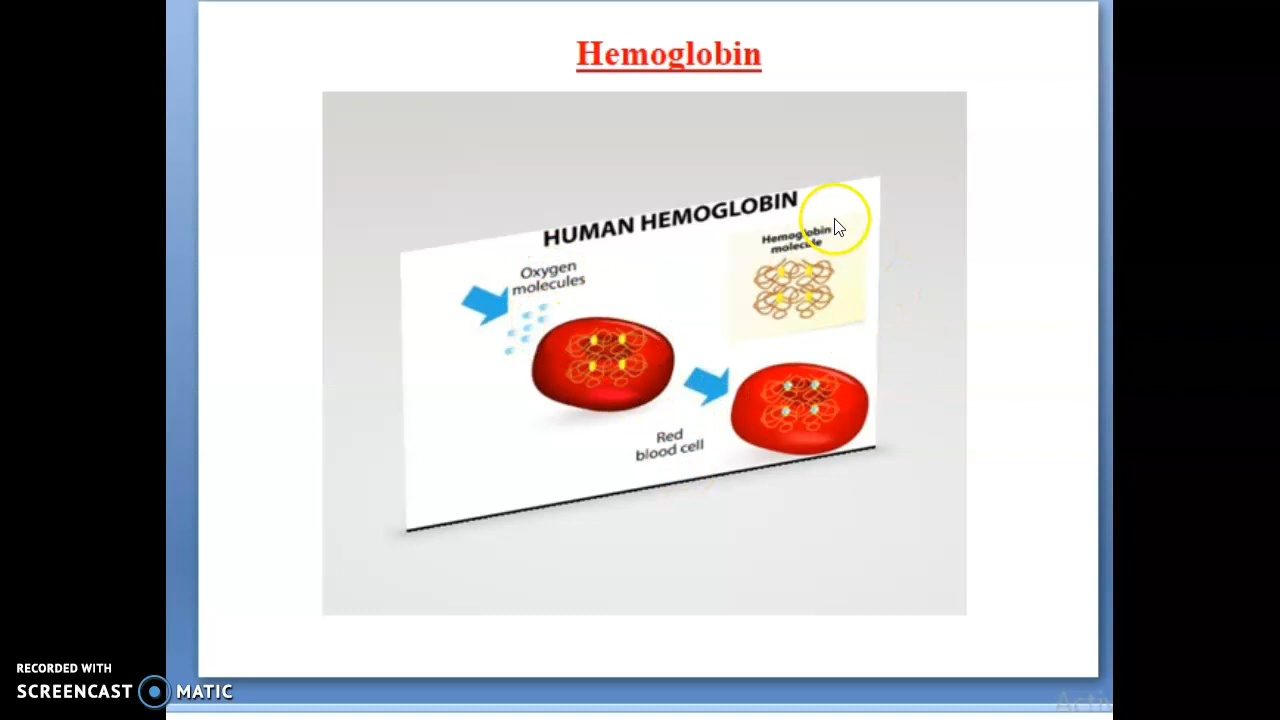 Hemoglobin
HUMAN HEMOGLOBIN
Oxygen
molecules
Hemoglobin
molecule
Red
blood cell
RECORDED WITH
SCREENCAST MATIC